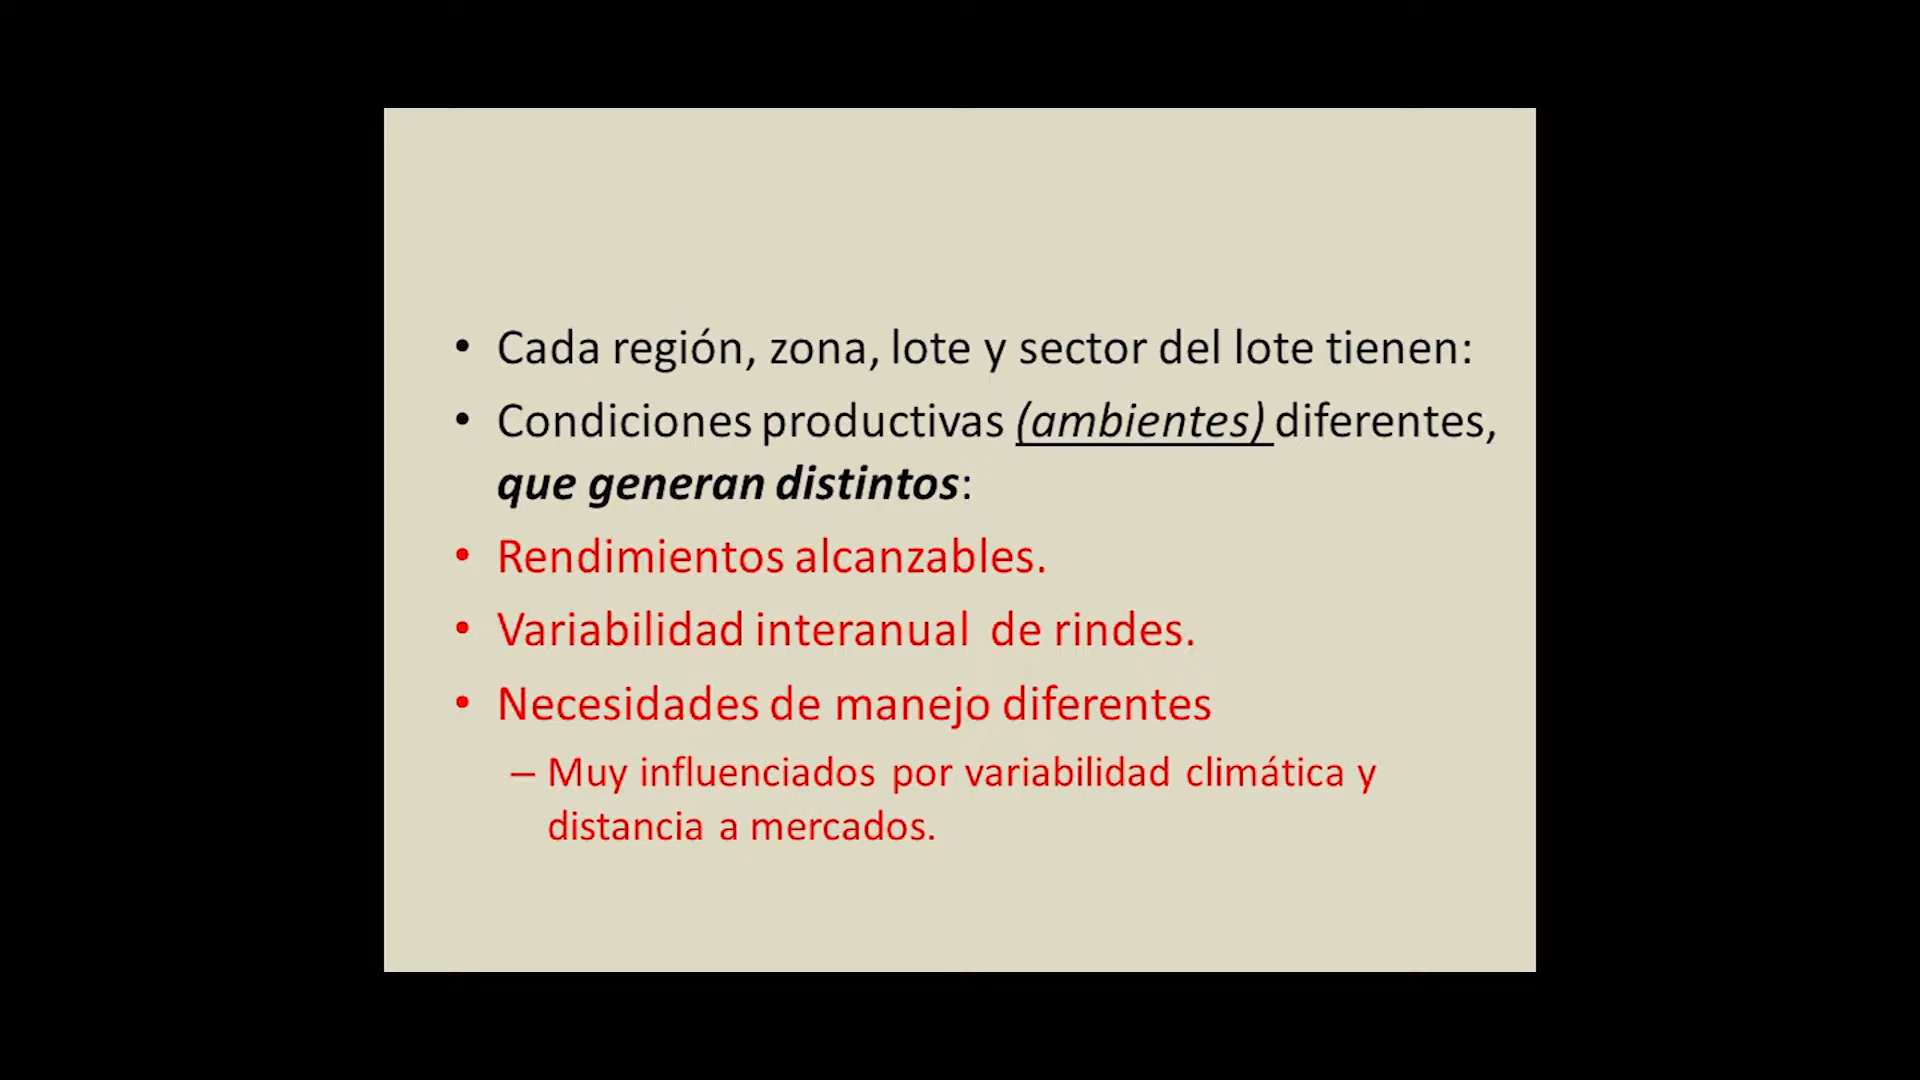 • Cada región, zona, lote y sector del lote tienen:
• Condiciones productivas (ambientes) diferentes,
que generan distintos:
• Rendimientos alcanzables.
• Variabilidad interanual de rindes.
• Necesidades de manejo diferentes
– Muy influenciados por variabilidad climática y
distancia a mercados.